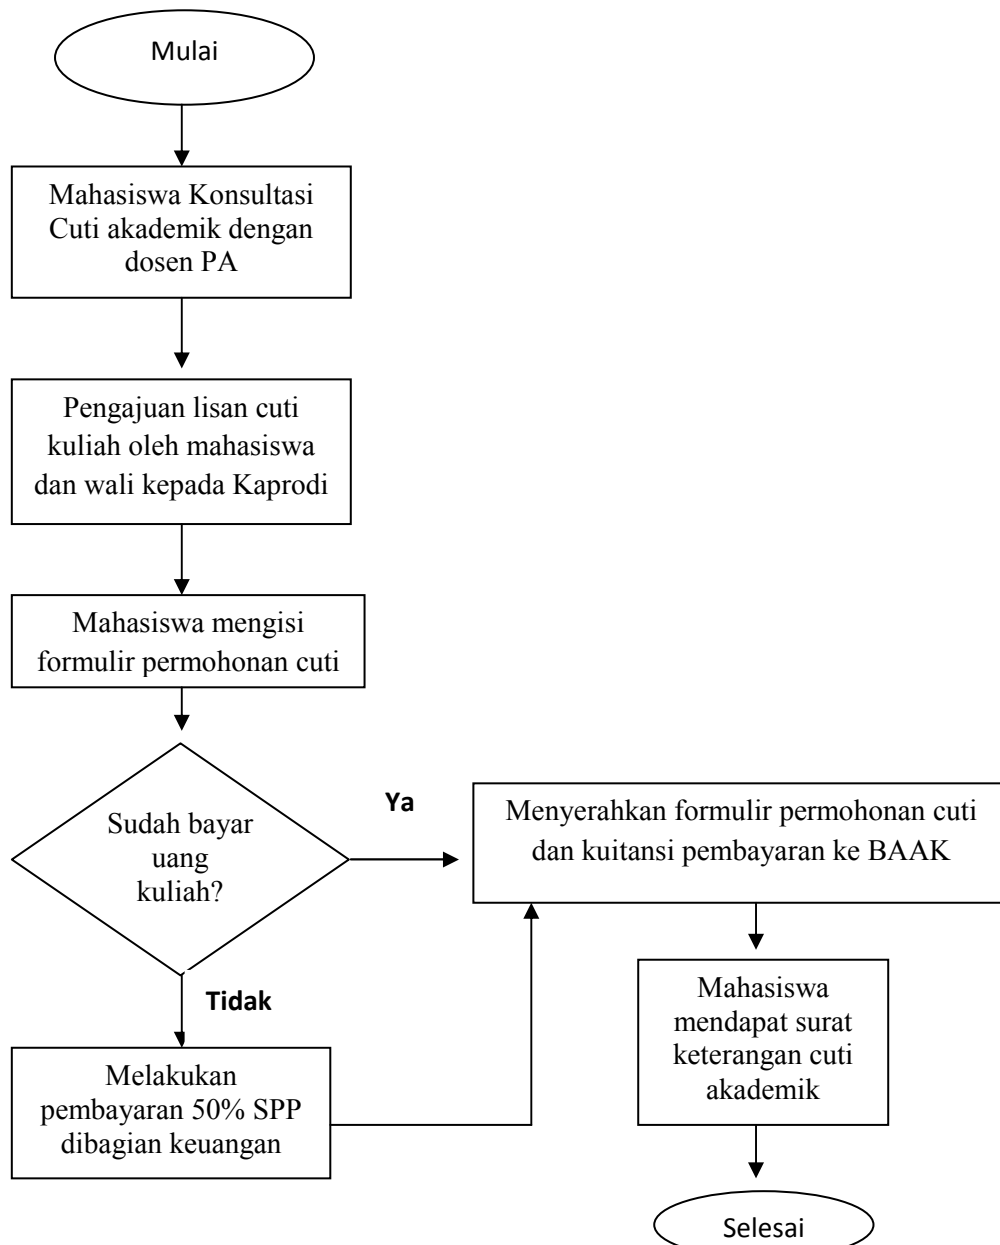 Mulai
Mahasiswa Konsultasi
Cuti akademik dengan
dosen PA
Pengajuan lisan cuti
kuliah oleh mahasiswa
dan wali kepada Kaprodi
Mahasiswa mengisi
formulir permohonan cuti
Sudah bayar
uang
kuliah?
Ya
Menyerahkan formulir permohonan cuti
dan kuitansi pembayaran ke BAAK
Tidak
Melakukan
pembayaran 50% SPP
dibagian keuangan
Mahasiswa
mendapat surat
keterangan cuti
akademik
Selesai